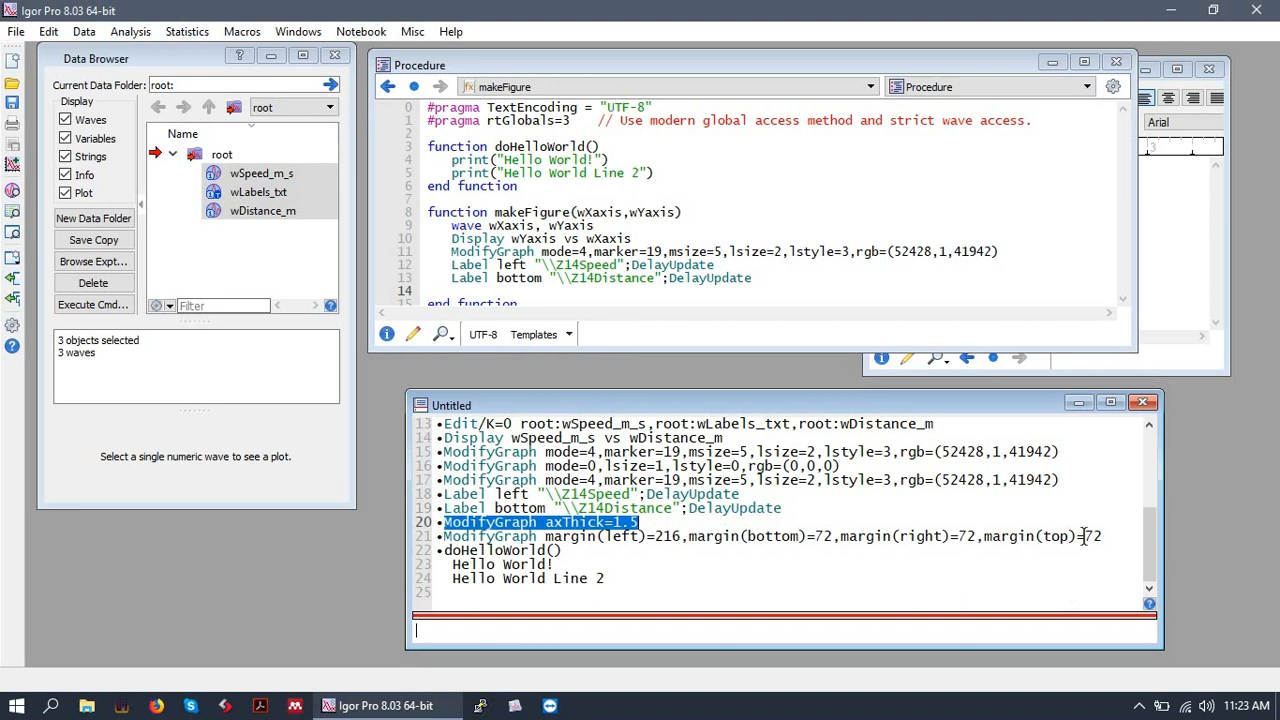 Igor Pro 8.03 64-bit
File Edit Data Analysis Statistics Macros Windows Notebook Misc Help
Data Browser
?
Current Data Folder: root:
Display
Waves
Variables
Strings
Info
Plot
New Data Folder
Save Copy
Browse Expt...
Delete
Execute Cmd...
root
Name
root
wSpeed_m_s
wLabels_txt
wDistance_m
Filter
3 objects selected
3 waves
Select a single numeric wave to see a plot.
Procedure
makeFigure
Procedure
0 #pragma TextEncoding = "UTF-8"
1 #pragma rtGlobals=3 // Use modern global access method and strict wave access.
2
3 function doHelloWorld()
4 print("Hello World!")
5 print("Hello World Line 2")
6 end function
7
8 function makeFigure(wXaxis,wYaxis)
9 wave wXaxis, wYaxis
10 Display wYaxis vs wXaxis
11 ModifyGraph mode=4,marker=19,msize=5,lsize=2,lstyle=3,rgb=(52428,1,41942)
12 Label left "\\Z14Speed";DelayUpdate
13 Label bottom "\\Z14Distance";DelayUpdate
14
15 end function
UTF-8 Templates
Arial
3
Untitled
13 •Edit/K=0 root:wSpeed_m_s,root:wLabels_txt,root:wDistance_m
14 •Display wSpeed_m_s vs wDistance_m
15 •ModifyGraph mode=4,marker=19,msize=5,lsize=2,lstyle=3,rgb=(52428,1,41942)
16 •ModifyGraph mode=0,lsize=1,lstyle=0,rgb=(0,0,0)
17 •ModifyGraph mode=4,marker=19,msize=5,lsize=2,lstyle=3,rgb=(52428,1,41942)
18 •Label left "\\Z14Speed";DelayUpdate
19 •Label bottom "\\Z14Distance";DelayUpdate
20 •ModifyGraph axThick=1.5
21 •ModifyGraph margin(left)=216,margin(bottom)=72,margin(right)=72,margin(top)=72
22 •doHelloWorld()
23 Hello World!
24 Hello World Line 2
25
Igor Pro 8.03 64-bit
11:23 AM